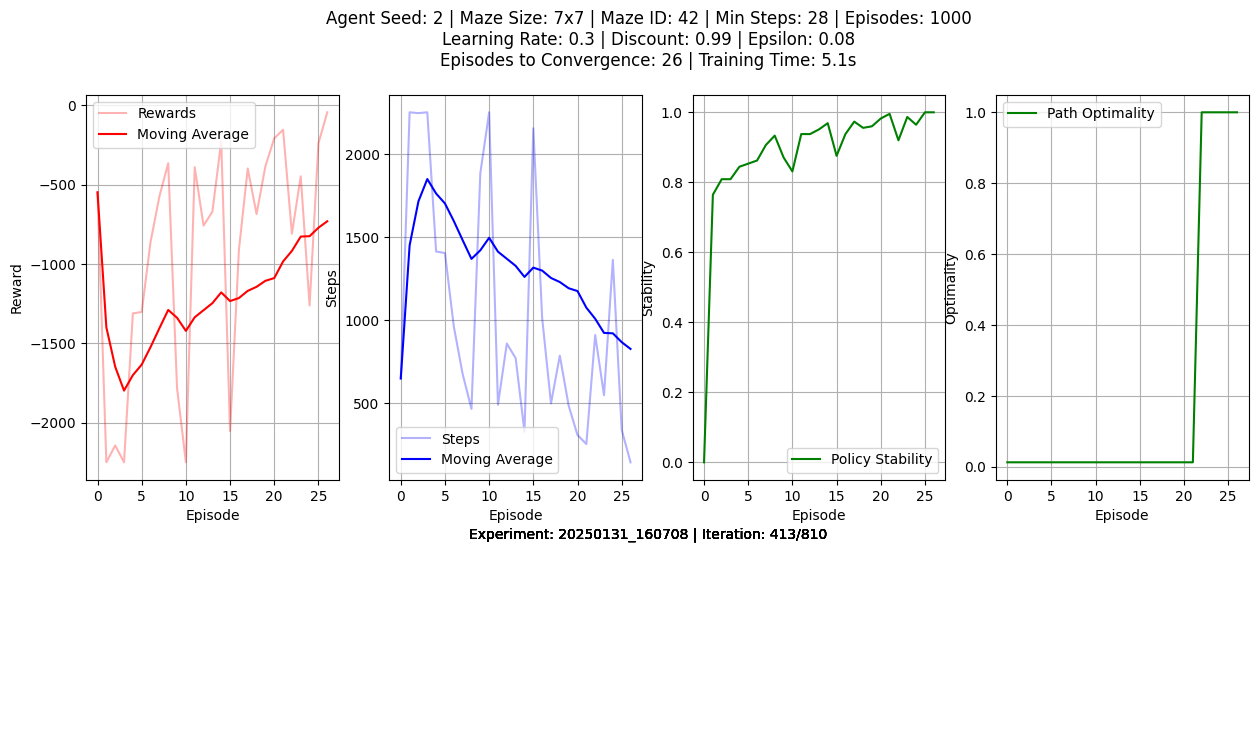 Agent Seed: 2 | Maze Size: 7x7 | Maze ID: 42 | Min Steps: 28 | Episodes: 1000
Learning Rate: 0.3 | Discount: 0.99 | Epsilon: 0.08
Episodes to Convergence: 26 | Training Time: 5.1s
Rewards
Moving Average
0
−500
−1000
−1500
−2000
Reward
0 5 10 15 20 25
Episode
Steps
Moving Average
2000
1500
1000
500
Steps
0 5 10 15 20 25
Episode
Policy Stability
1.0
0.8
0.6
0.4
0.2
0.0
Stability
0 5 10 15 20 25
Episode
Path Optimality
1.0
0.8
0.6
0.4
0.2
0.0
Optimality
0 5 10 15 20 25
Episode
Experiment: 20250131_160708 | Iteration: 413/810